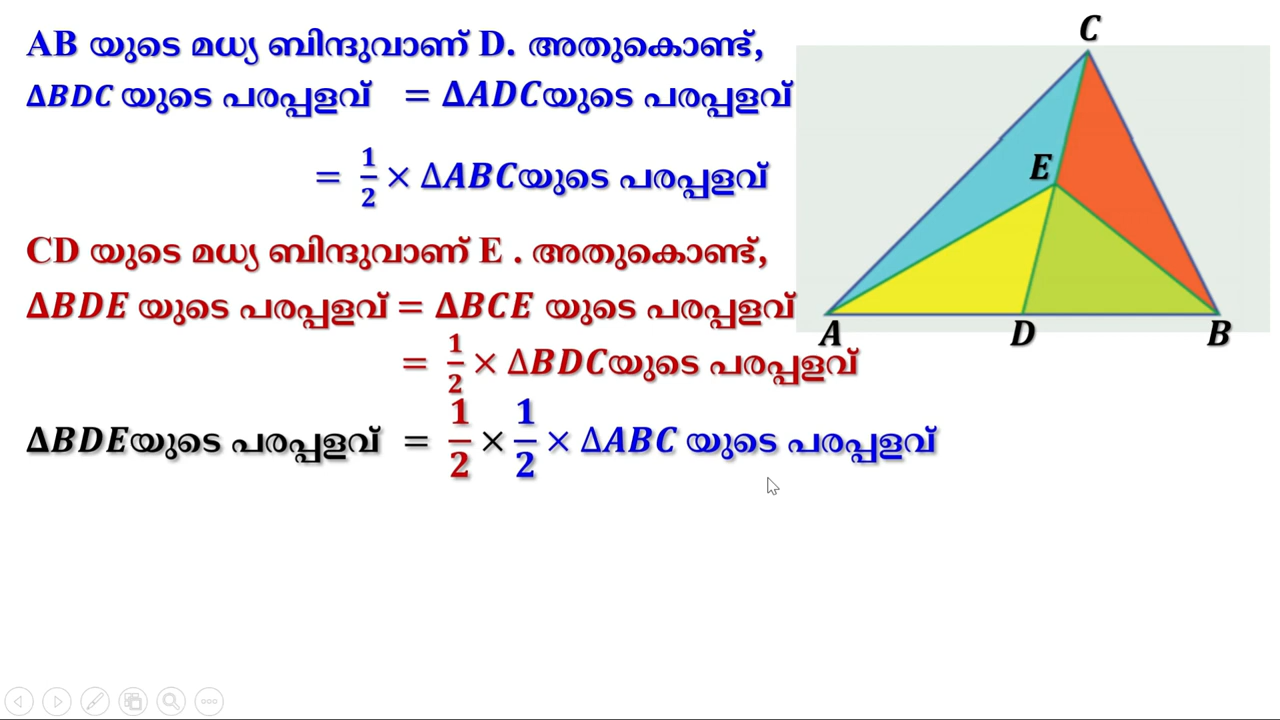 AB യുടെ മധ്യ ബിന്ദുവാണ് D. അതുകൊണ്ട്,
ΔBDC യുടെ പരപ്പളവ് = ΔADCയുടെ പരപ്പളവ്
= 1/2 × ΔABCയുടെ പരപ്പളവ്
CD യുടെ മധ്യ ബിന്ദുവാണ് E . അതുകൊണ്ട്,
ΔBDE യുടെ പരപ്പളവ് = ΔBCE യുടെ പരപ്പളവ്
= 1/2 × ΔBDCയുടെ പരപ്പളവ്
ΔBDEയുടെ പരപ്പളവ് = 1/2 × 1/2 × ΔABC യുടെ പരപ്പളവ്
C
E
A D B